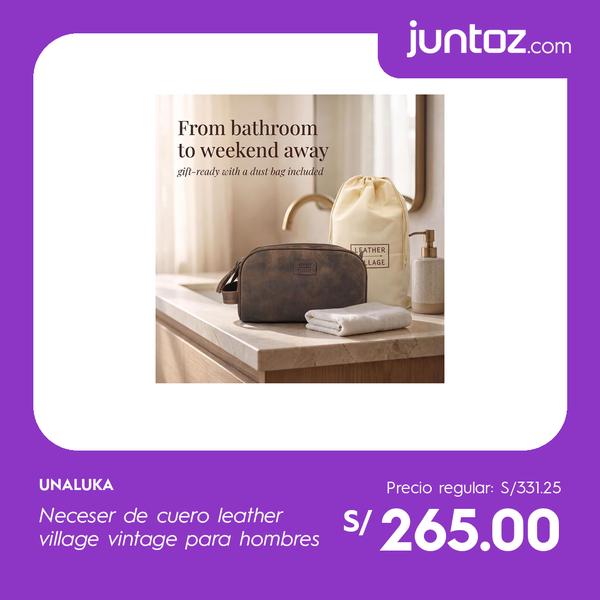 juntoz.com
From bathroom
to weekend away
gift-ready with a dust bag included
LEATHER
VILLAGE
UNALUKA
Neceser de cuero leather
village vintage para hombres
Precio regular: S/331.25
S/ 265.00